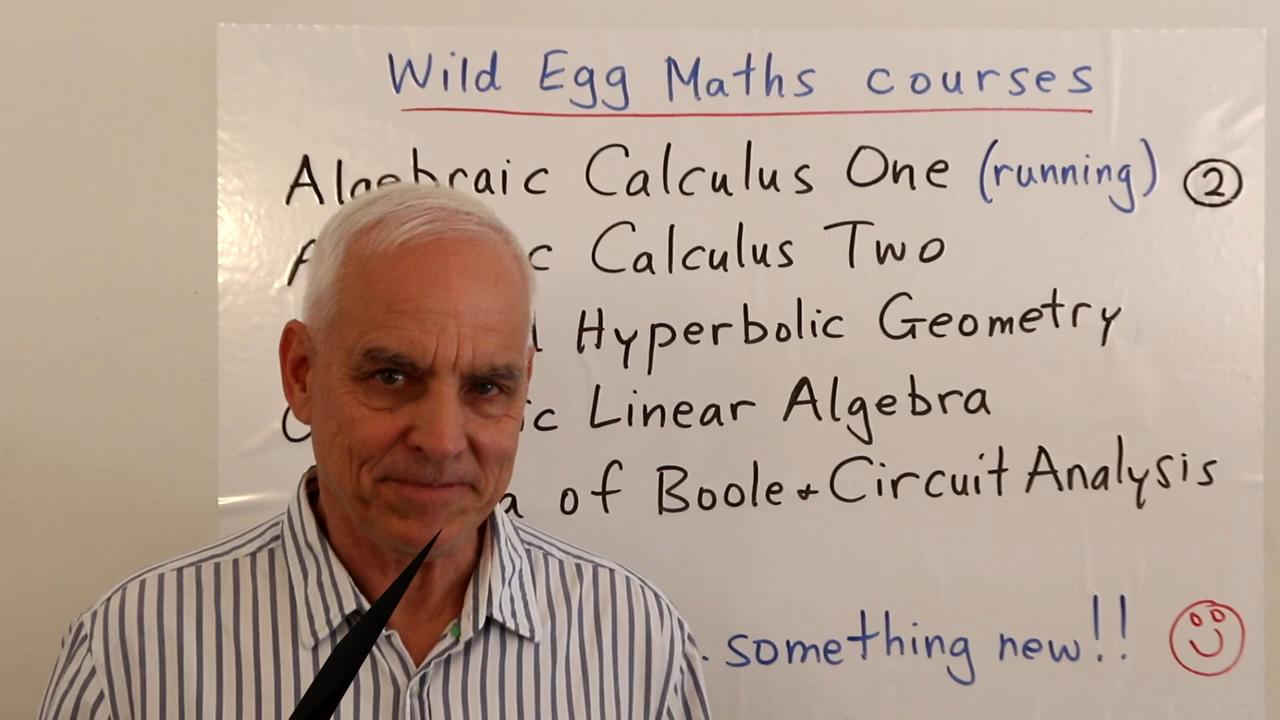 Wild Egg Maths courses
Algebraic Calculus One (running) ②
Calculus Two
Hyperbolic Geometry
Linear Algebra
of Boole + Circuit Analysis
something new!!